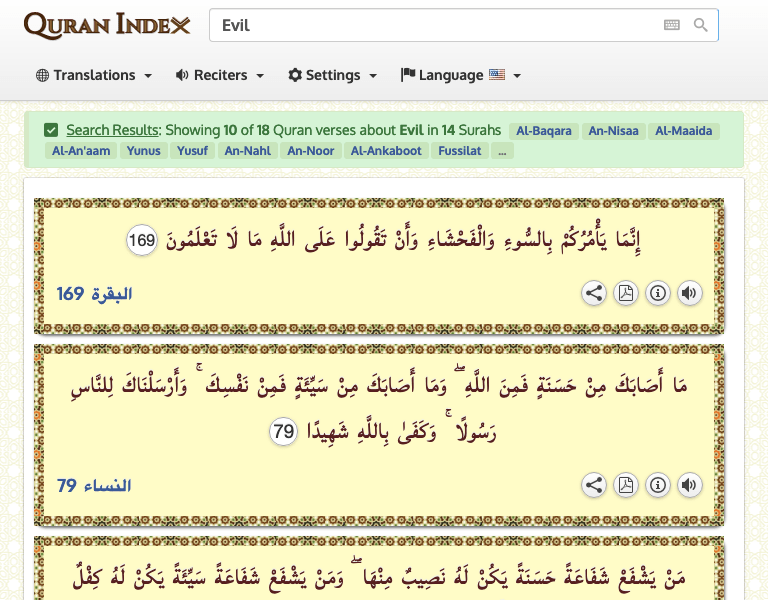 QURAN INDEX
Evil
Translations
Reciters
Settings
Language
Search Results: Showing 10 of 18 Quran verses about Evil in 14 Surahs Al-Baqara An-Nisaa Al-Maaida
Al-An'aam Yunus Yusuf An-Nahl An-Noor Al-Ankaboot Fussilat ...
إِنَّمَا يَأْمُرُكُمْ بِالسُّوءِ وَالْفَحْشَاءِ وَأَنْ تَقُولُوا عَلَى اللَّهِ مَا لَا تَعْلَمُونَ 169
البقرة 169
مَا أَصَابَكَ مِنْ حَسَنَةٍ فَمِنَ اللَّهِ ۖ وَمَا أَصَابَكَ مِنْ سَيِّئَةٍ فَمِنْ نَفْسِكَ ۚ وَأَرْسَلْنَاكَ لِلنَّاسِ
رَسُولًا ۚ وَكَفَىٰ بِاللَّهِ شَهِيدًا 79
النساء 79
مَنْ يَشْفَعْ شَفَاعَةً حَسَنَةً يَكُنْ لَهُ نَصِيبٌ مِنْهَا ۖ وَمَنْ يَشْفَعْ شَفَاعَةً سَيِّئَةً يَكُنْ لَهُ كِفْلٌ